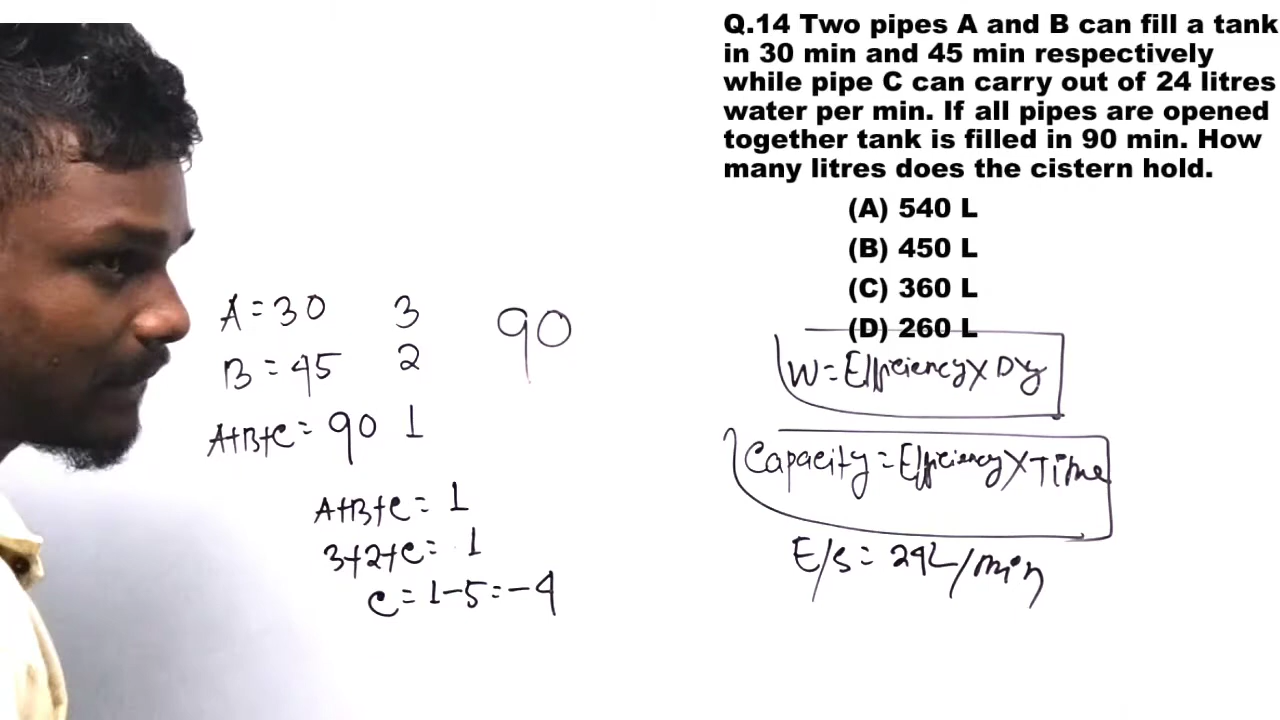 Q.14 Two pipes A and B can fill a tank
in 30 min and 45 min respectively
while pipe C can carry out of 24 litres
water per min. If all pipes are opened
together tank is filled in 90 min. How
many litres does the cistern hold.
(A) 540 L
(B) 450 L
(C) 360 L
(D) 260 L
A = 30 3 90
B = 45 2
A+B+C = 90 1
A+B+C = 1
3+2+C = 1
C = 1-5 = -4
W = Efficiency X Day
Capacity = Efficiency X Time
E/s = 24L/min